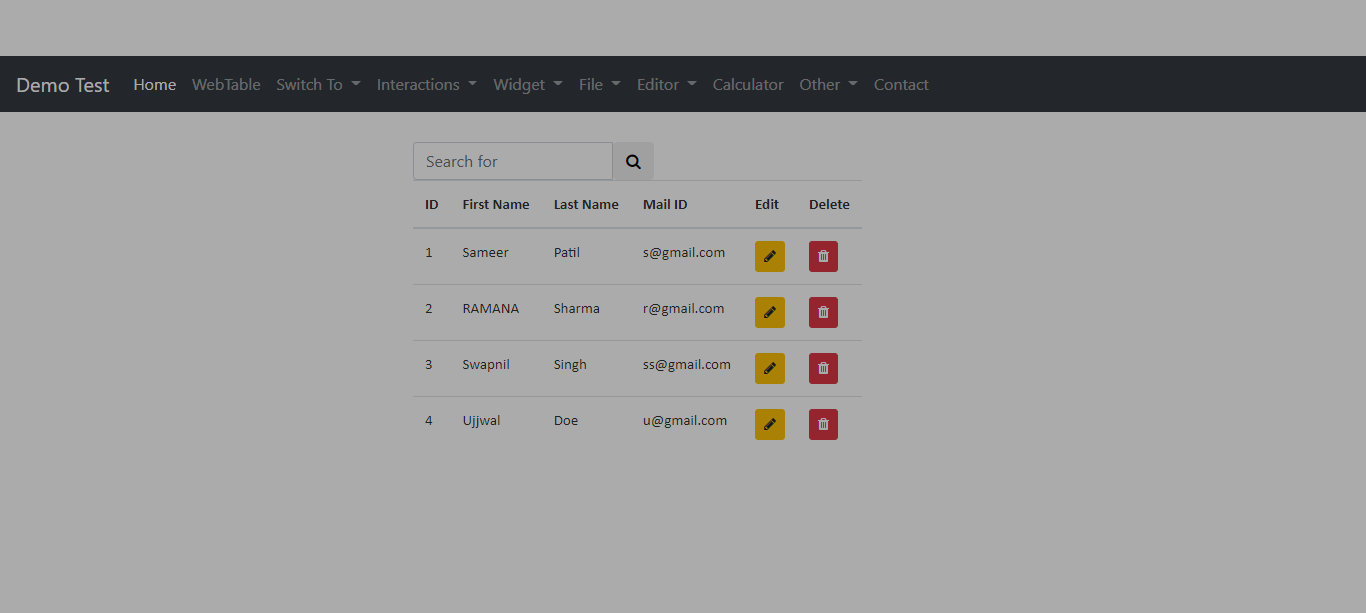 Demo Test Home WebTable Switch To Interactions Widget File Editor Calculator Other Contact
Search for
ID First Name Last Name Mail ID Edit Delete
1 Sameer Patil s@gmail.com
2 RAMANA Sharma r@gmail.com
3 Swapnil Singh ss@gmail.com
4 Ujjwal Doe u@gmail.com